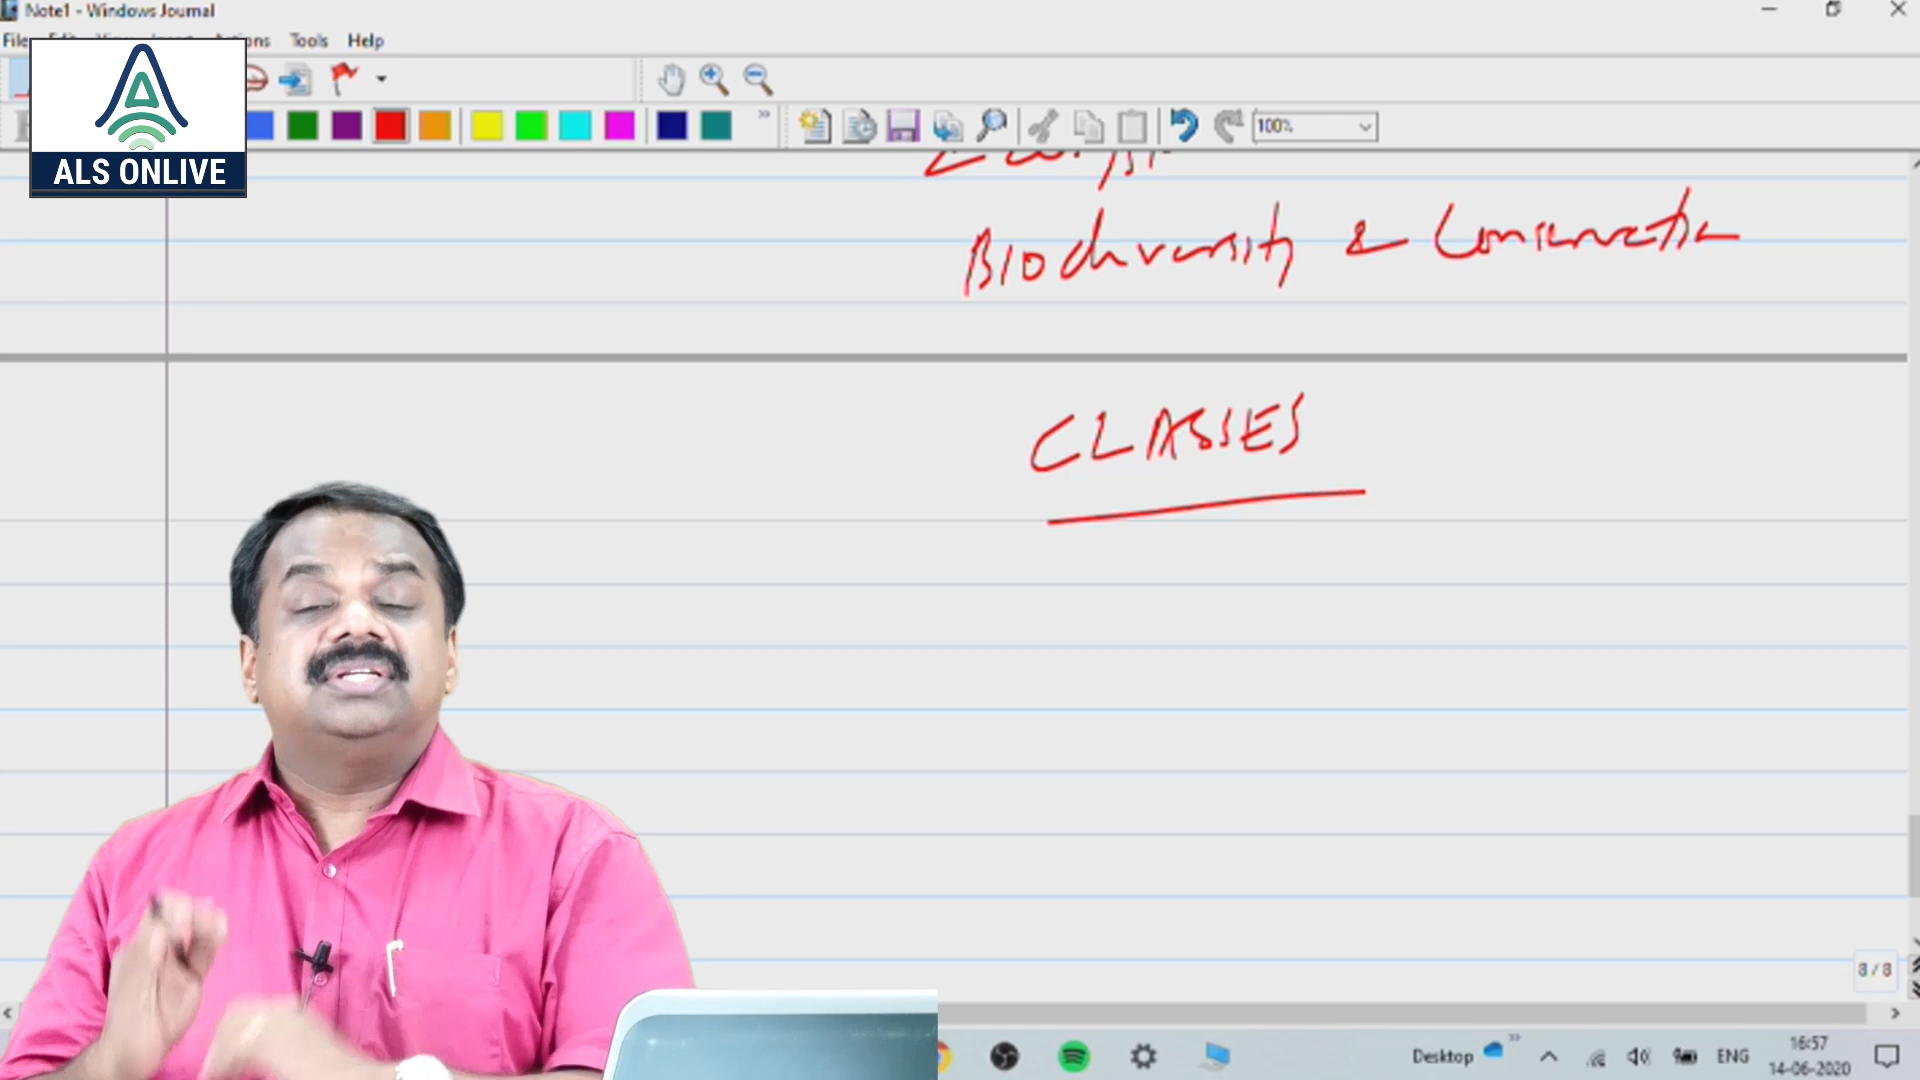 Note1 - Windows Journal
Tools Help
ALS ONLIVE
100%
Biodiversity & Conservation
CLASSES
8 / 8
Desktop
ENG
16:57
14-06-2020